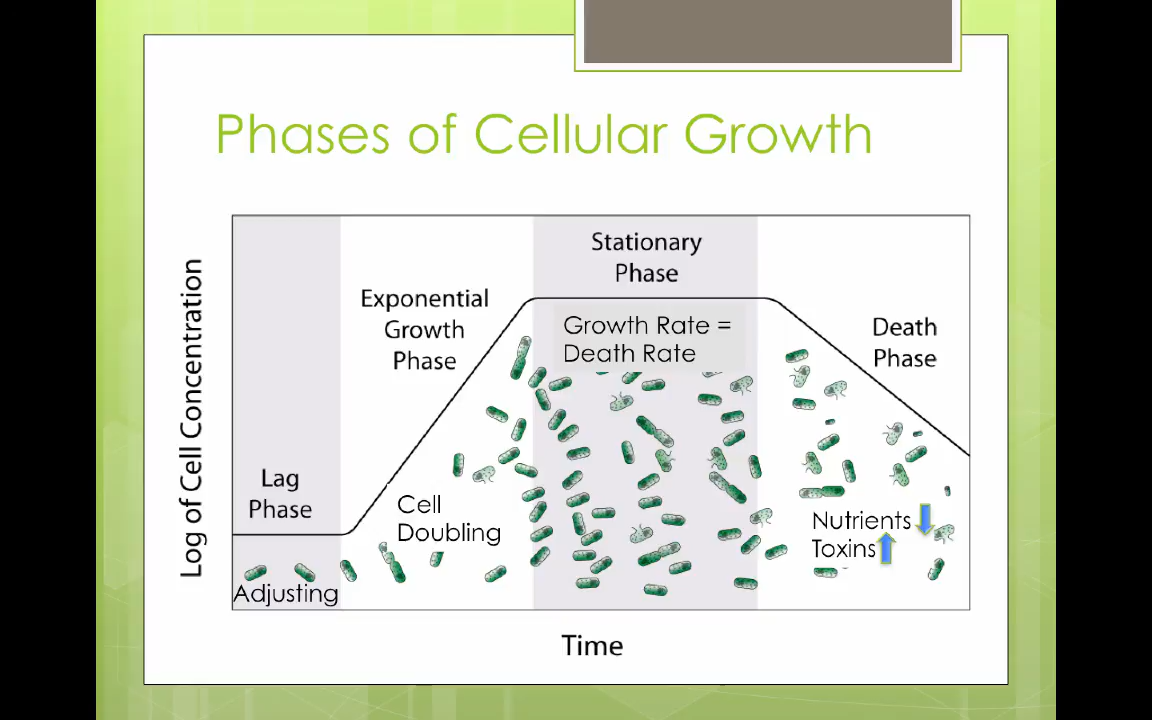 Phases of Cellular Growth
Log of Cell Concentration
Lag
Phase
Adjusting
Exponential
Growth
Phase
Cell
Doubling
Stationary
Phase
Growth Rate =
Death Rate
Death
Phase
Nutrients
Toxins
Time